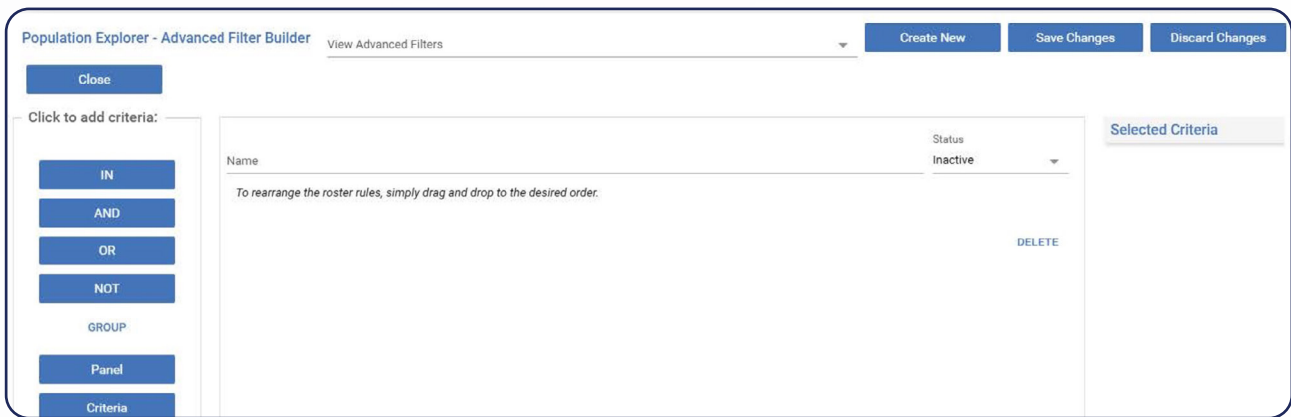 Population Explorer - Advanced Filter Builder
View Advanced Filters
Create New
Save Changes
Discard Changes
Close
Click to add criteria:
IN
AND
OR
NOT
GROUP
Panel
Criteria
Name
Status
Inactive
To rearrange the roster rules, simply drag and drop to the desired order.
DELETE
Selected Criteria